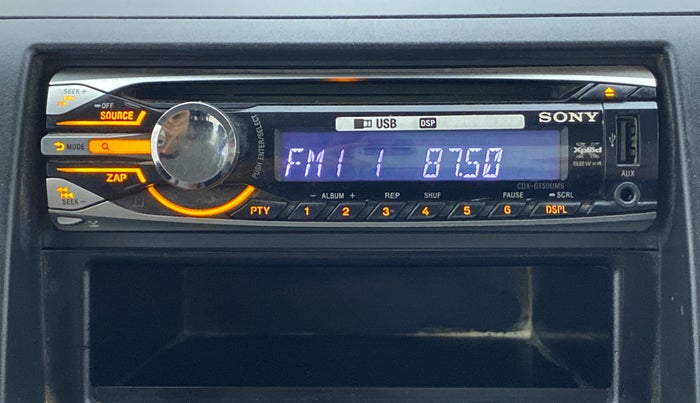 SEEK +
OFF
SOURCE
MODE
ZAP
SEEK −
PUSH ENTER/SELECT
USB DSP
SONY
FM1 1 87.50
Xplod
52W×4
CDX-GT500MS
AUX
− ALBUM + REP SHUF PAUSE SCRL
PTY 1 2 3 4 5 6 DSPL